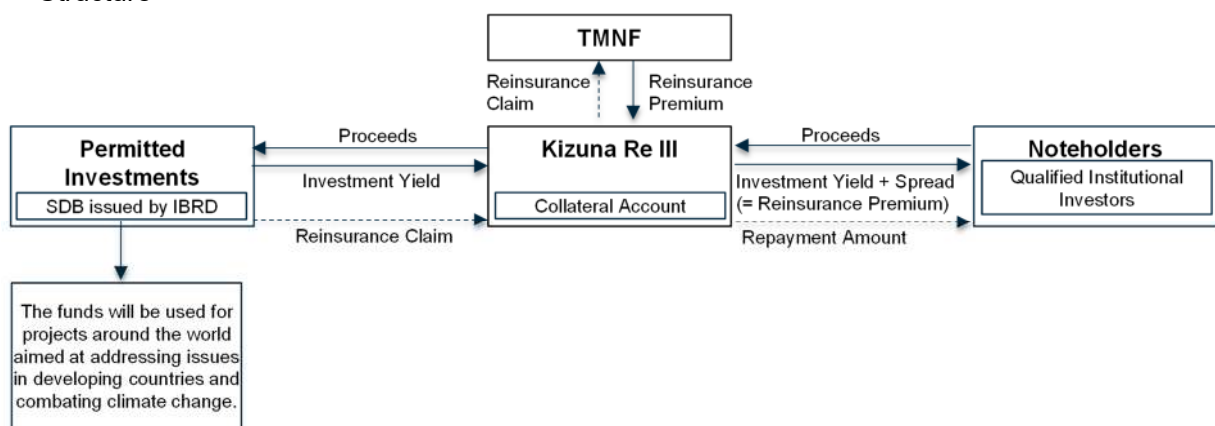 Structure
TMNF
Reinsurance
Claim
Reinsurance
Premium
Permitted
Investments
SDB issued by IBRD
Proceeds
Investment Yield
Reinsurance Claim
Kizuna Re III
Collateral Account
Proceeds
Investment Yield + Spread
(= Reinsurance Premium)
Repayment Amount
Noteholders
Qualified Institutional
Investors
The funds will be used for
projects around the world
aimed at addressing issues
in developing countries and
combating climate change.